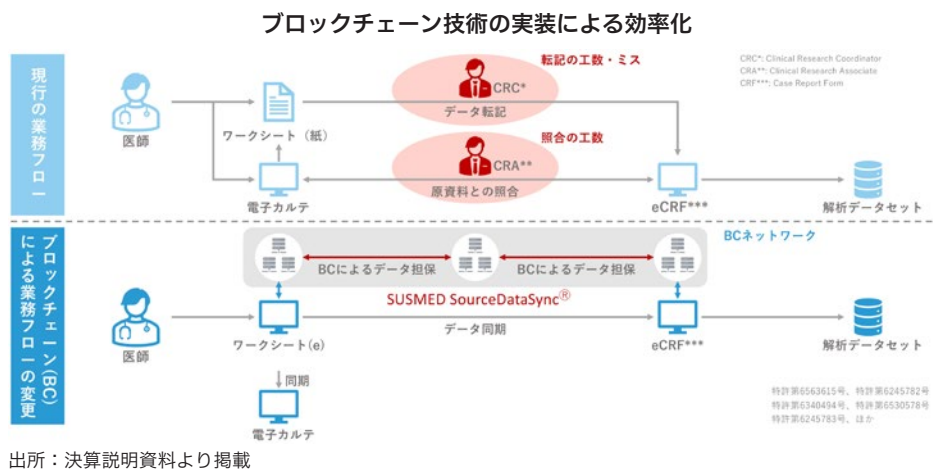 ブロックチェーン技術の実装による効率化
現行の業務フロー
医師
ワークシート（紙）
電子カルテ
転記の工数・ミス
CRC*
データ転記
照合の工数
CRA**
原資料との照合
eCRF***
解析データセット
CRC*: Clinical Research Coordinator
CRA**: Clinical Research Associate
CRF***: Case Report Form
ブロックチェーン(BC)
による業務フローの変更
BCネットワーク
BCによるデータ担保
BCによるデータ担保
SUSMED SourceDataSync®
医師
ワークシート(e)
データ同期
eCRF***
解析データセット
同期
電子カルテ
特許第6563615号、特許第6245782号
特許第6340494号、特許第6530578号
特許第6245783号、ほか
出所：決算説明資料より掲載